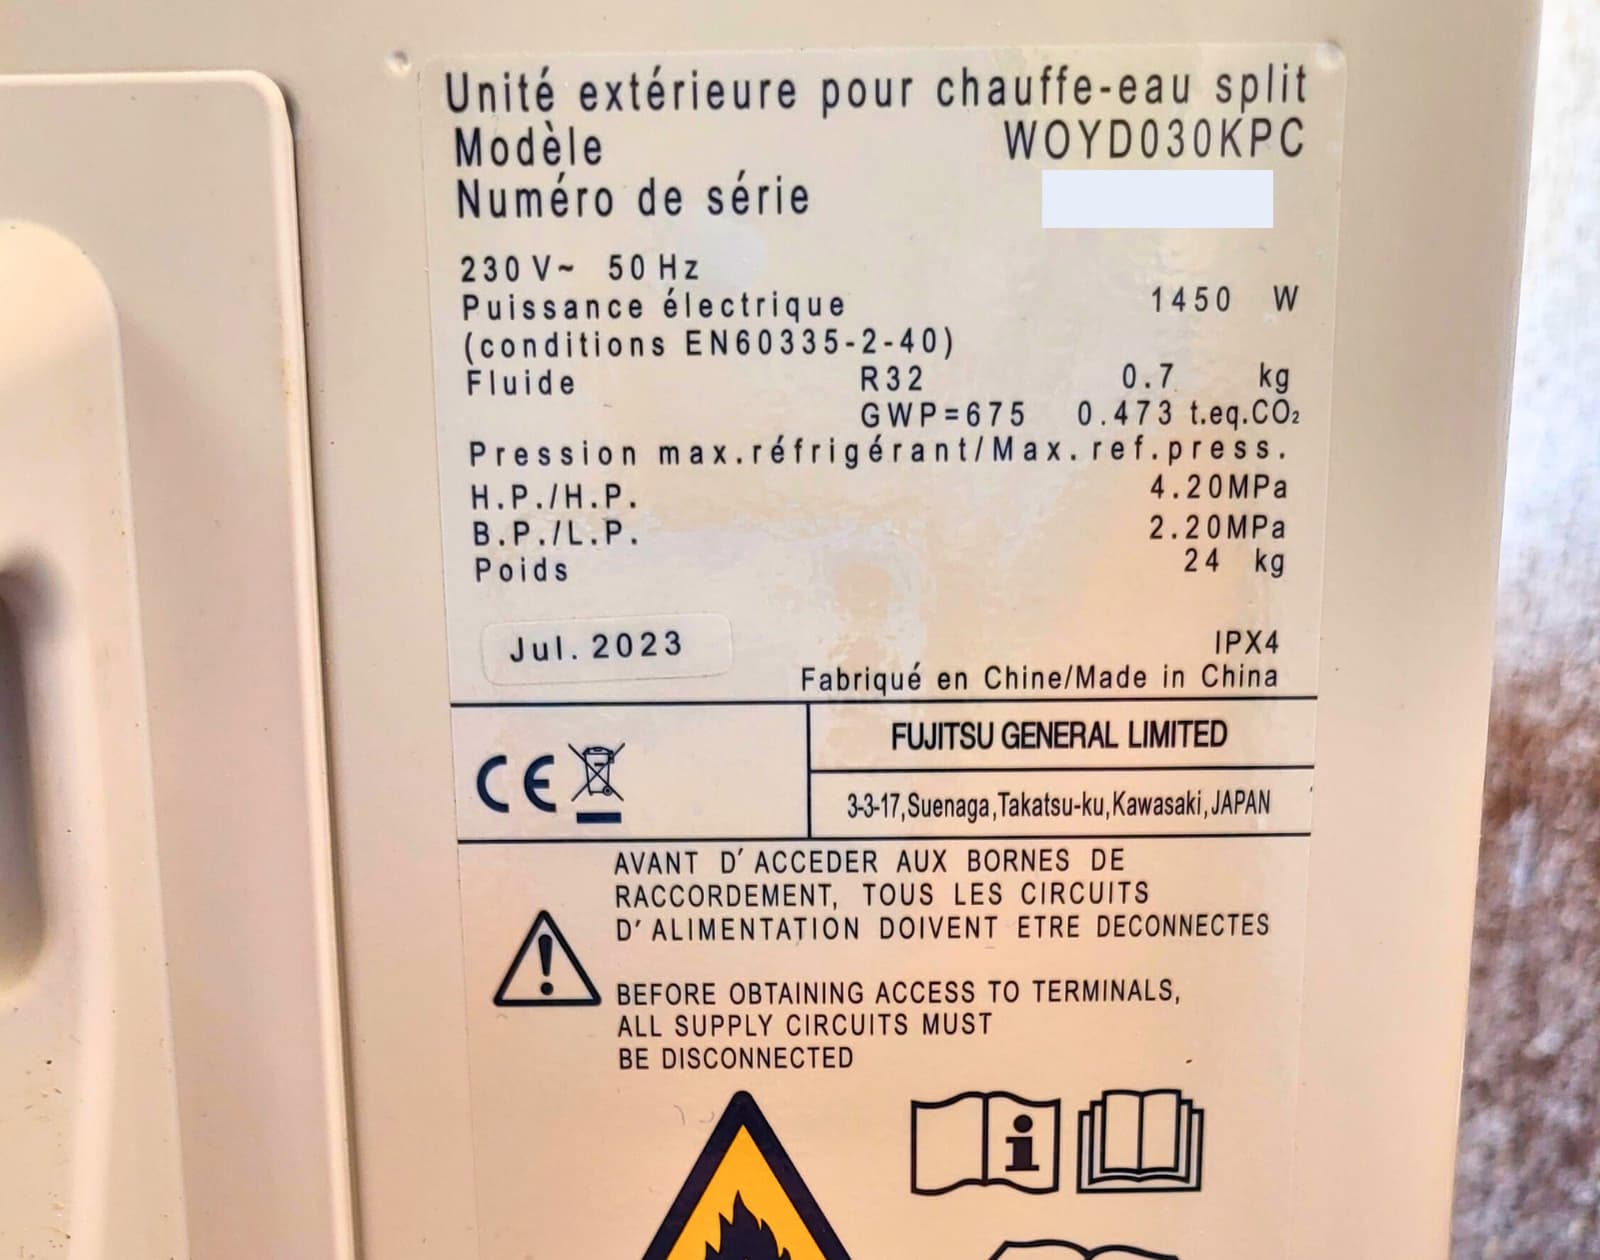 Unité extérieure pour chauffe-eau split
Modèle WOYD030KPC
Numéro de série
230 V~ 50 Hz
Puissance électrique 1450 W
(conditions EN60335-2-40)
Fluide R32 0.7 kg
GWP=675 0.473 t.eq.CO₂
Pression max.réfrigérant/Max.ref.press.
H.P./H.P. 4.20MPa
B.P./L.P. 2.20MPa
Poids 24 kg
Jul.2023 IPX4
Fabriqué en Chine/Made in China
CE
FUJITSU GENERAL LIMITED
3-3-17,Suenaga,Takatsu-ku,Kawasaki,JAPAN
AVANT D'ACCEDER AUX BORNES DE
RACCORDEMENT, TOUS LES CIRCUITS
D'ALIMENTATION DOIVENT ETRE DECONNECTES
BEFORE OBTAINING ACCESS TO TERMINALS,
ALL SUPPLY CIRCUITS MUST
BE DISCONNECTED